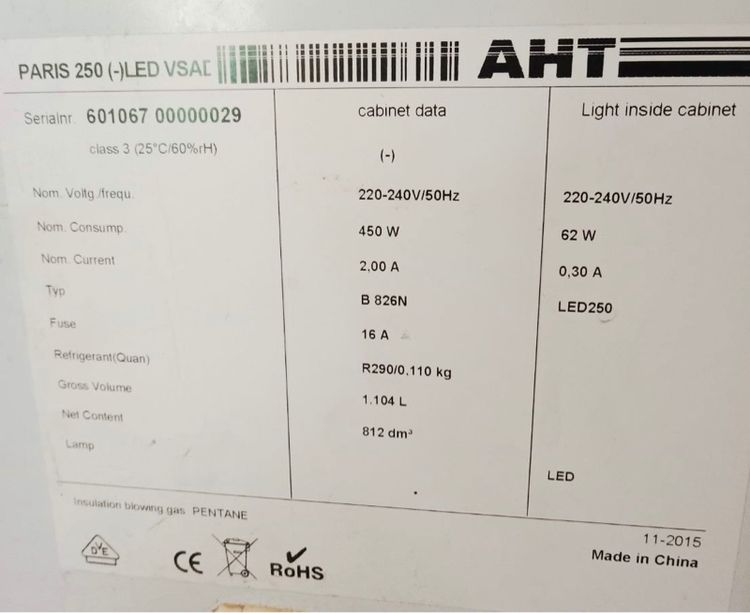 PARIS 250 (-)LED VSAD AHT
Serialnr. 601067 00000029 cabinet data Light inside cabinet
class 3 (25°C/60%rH) (-)
Nom. Voltg./frequ. 220-240V/50Hz 220-240V/50Hz
Nom. Consump. 450 W 62 W
Nom. Current 2,00 A 0,30 A
Typ B 826N LED250
Fuse 16 A
Refrigerant(Quan) R290/0,110 kg
Gross Volume 1.104 L
Net Content 812 dm³
Lamp LED
Insulation blowing gas PENTANE
11-2015
Made in China
DVE CE RoHS